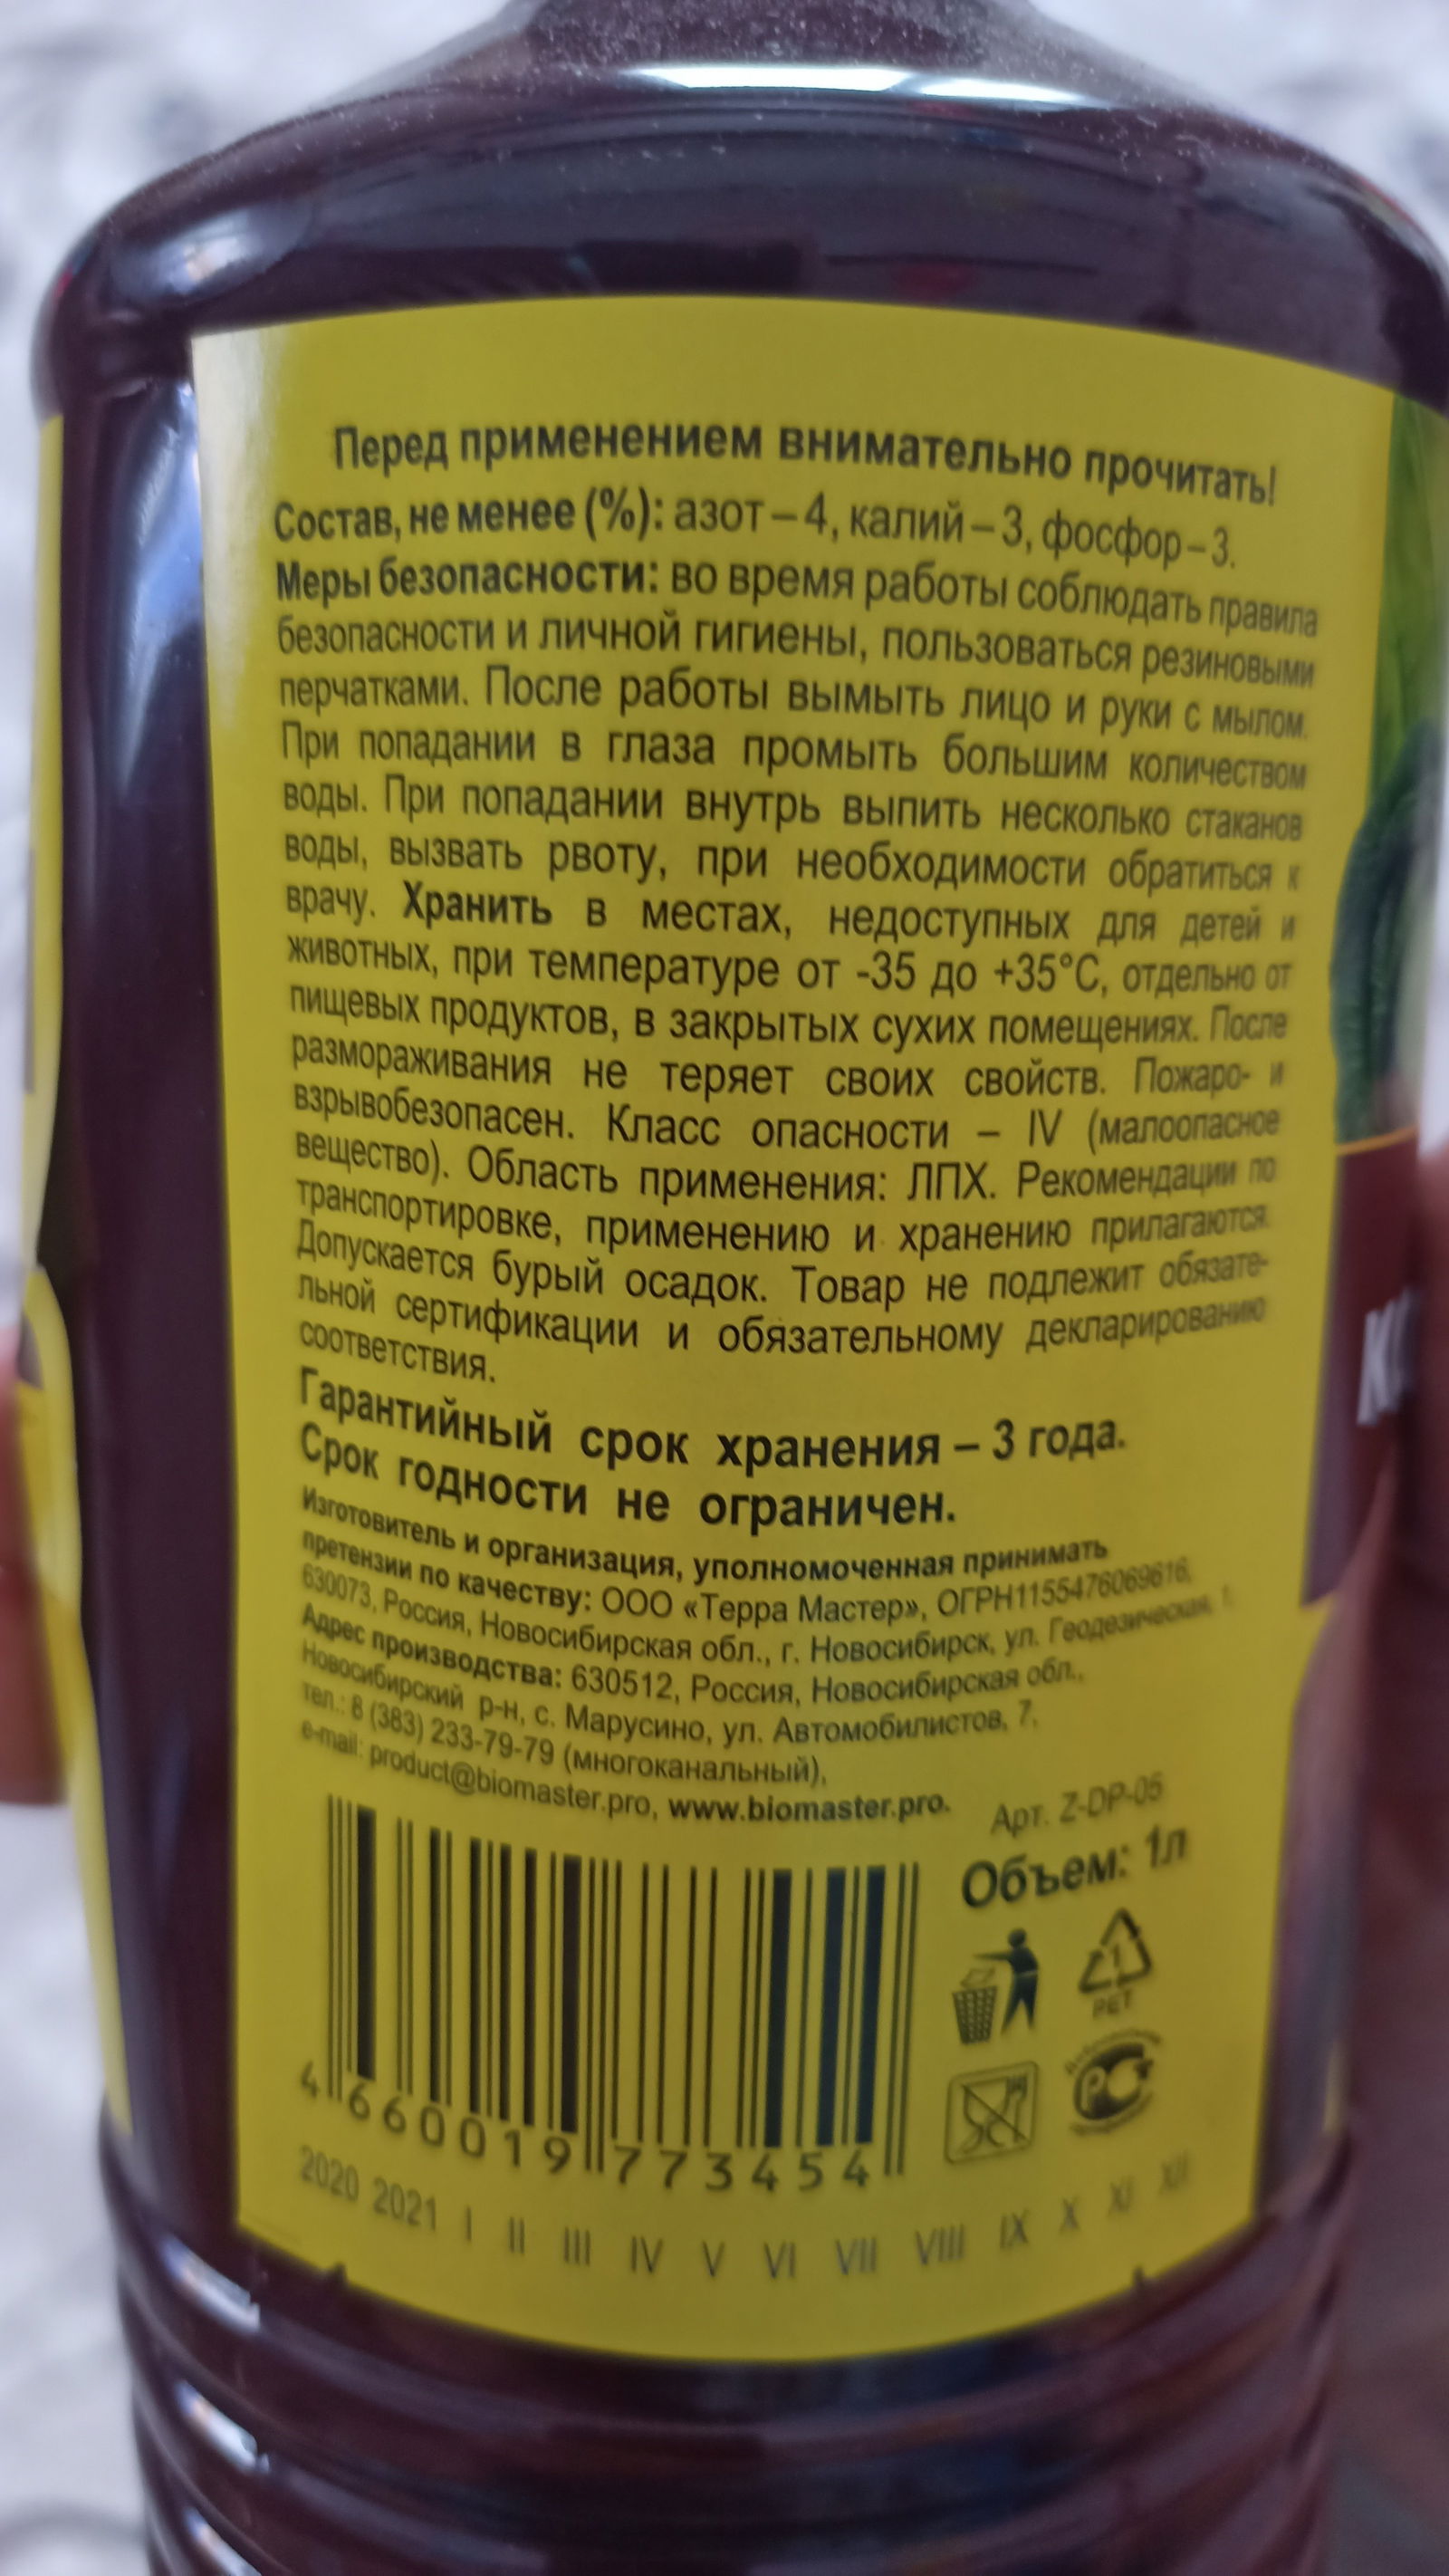 Перед применением внимательно прочитать!
Состав, не менее (%): азот – 4, калий – 3, фосфор – 3.
Меры безопасности: во время работы соблюдать правила
безопасности и личной гигиены, пользоваться резиновыми
перчатками. После работы вымыть лицо и руки с мылом.
При попадании в глаза промыть большим количеством
воды. При попадании внутрь выпить несколько стаканов
воды, вызвать рвоту, при необходимости обратиться к
врачу. Хранить в местах, недоступных для детей и
животных, при температуре от -35 до +35°С, отдельно от
пищевых продуктов, в закрытых сухих помещениях. После
размораживания не теряет своих свойств. Пожаро- и
взрывобезопасен. Класс опасности – IV (малоопасное
вещество). Область применения: ЛПХ. Рекомендации по
транспортировке, применению и хранению прилагаются.
Допускается бурый осадок. Товар не подлежит обязате-
льной сертификации и обязательному декларированию
соответствия.
Гарантийный срок хранения – 3 года.
Срок годности не ограничен.
Изготовитель и организация, уполномоченная принимать
претензии по качеству: ООО «Терра Мастер», ОГРН1155476069616,
630073, Россия, Новосибирская обл., г. Новосибирск, ул. Геодезическая,
Адрес производства: 630512, Россия, Новосибирская обл.,
Новосибирский р-н, с. Марусино, ул. Автомобилистов, 7,
тел.: 8 (383) 233-79-79 (многоканальный),
e-mail: product@biomaster.pro, www.biomaster.pro.
Арт. Z-DP-05
Объем: 1л
1
PET
РС
4 660019 773454
2020 2021 I II III IV V VI VII VIII IX X XI XII